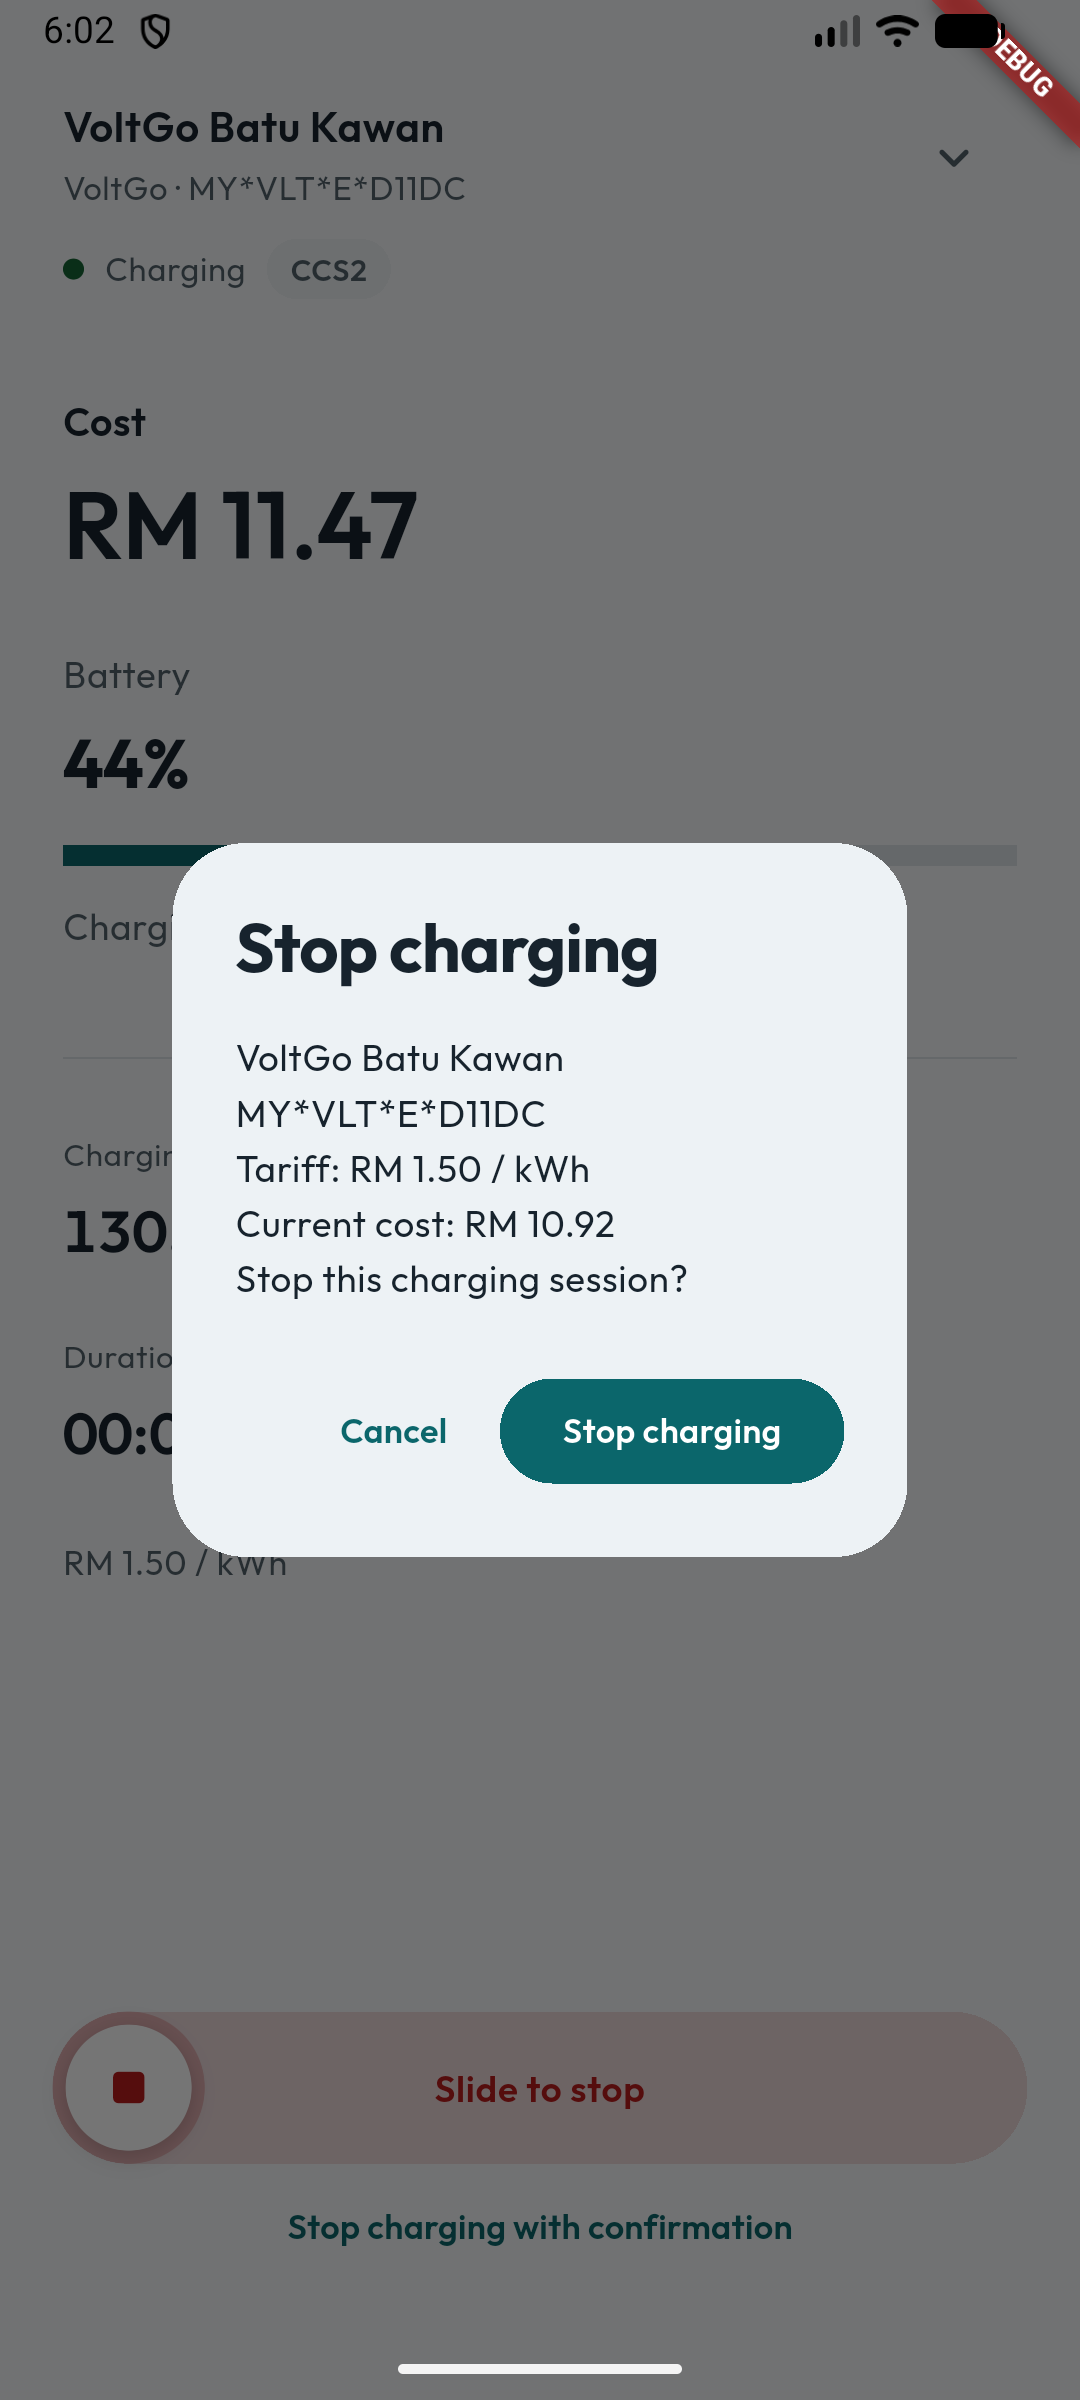 6:02
DEBUG
VoltGo Batu Kawan
VoltGo · MY*VLT*E*D11DC
Charging CCS2
Cost
RM 11.47
Battery
44%
Stop charging
VoltGo Batu Kawan
MY*VLT*E*D11DC
Tariff: RM 1.50 / kWh
Current cost: RM 10.92
Stop this charging session?
Cancel Stop charging
RM 1.50 / kWh
Slide to stop
Stop charging with confirmation